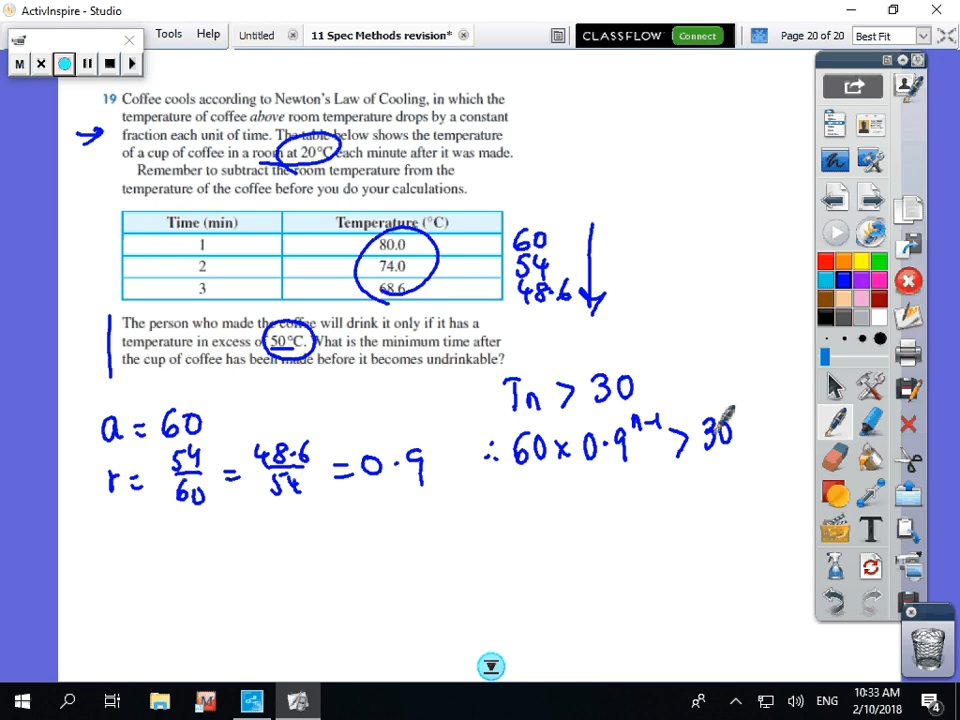 ActivInspire - Studio
Tools Help Untitled 11 Spec Methods revision* CLASSFLOW Connect Page 20 of 20 Best Fit
M
19 Coffee cools according to Newton's Law of Cooling, in which the
temperature of coffee above room temperature drops by a constant
fraction each unit of time. The table below shows the temperature
of a cup of coffee in a room at 20°C each minute after it was made.
Remember to subtract the room temperature from the
temperature of the coffee before you do your calculations.
Time (min) Temperature (°C)
1 80.0 60
2 74.0 54
3 68.6 48.6
The person who made the coffee will drink it only if it has a
temperature in excess of 50°C. What is the minimum time after
the cup of coffee has been made before it becomes undrinkable?
Tn > 30
a = 60
∴ 60 × 0.9^n-1 > 30
r = 54/60 = 48.6/54 = 0.9
T
ENG
10:33 AM
2/10/2018
4